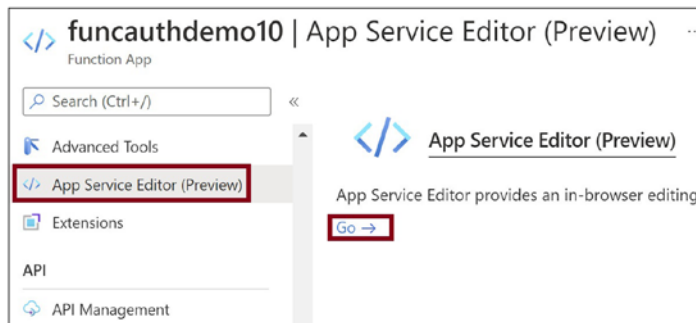 funcauthdemo10 | App Service Editor (Preview) ...
Function App
Search (Ctrl+/)
«
Advanced Tools
App Service Editor (Preview)
Extensions
API
API Management
App Service Editor (Preview)
App Service Editor provides an in-browser editing
Go →